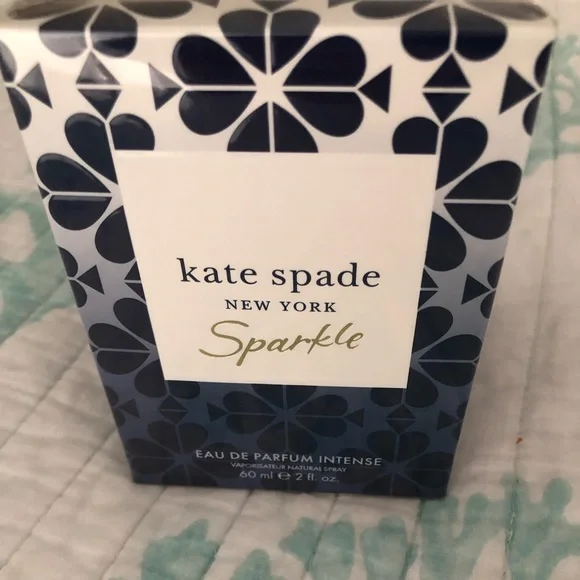 kate spade
NEW YORK
Sparkle
EAU DE PARFUM INTENSE
VAPORISATEUR NATURAL SPRAY
60 ml ℮ 2 fl. oz.